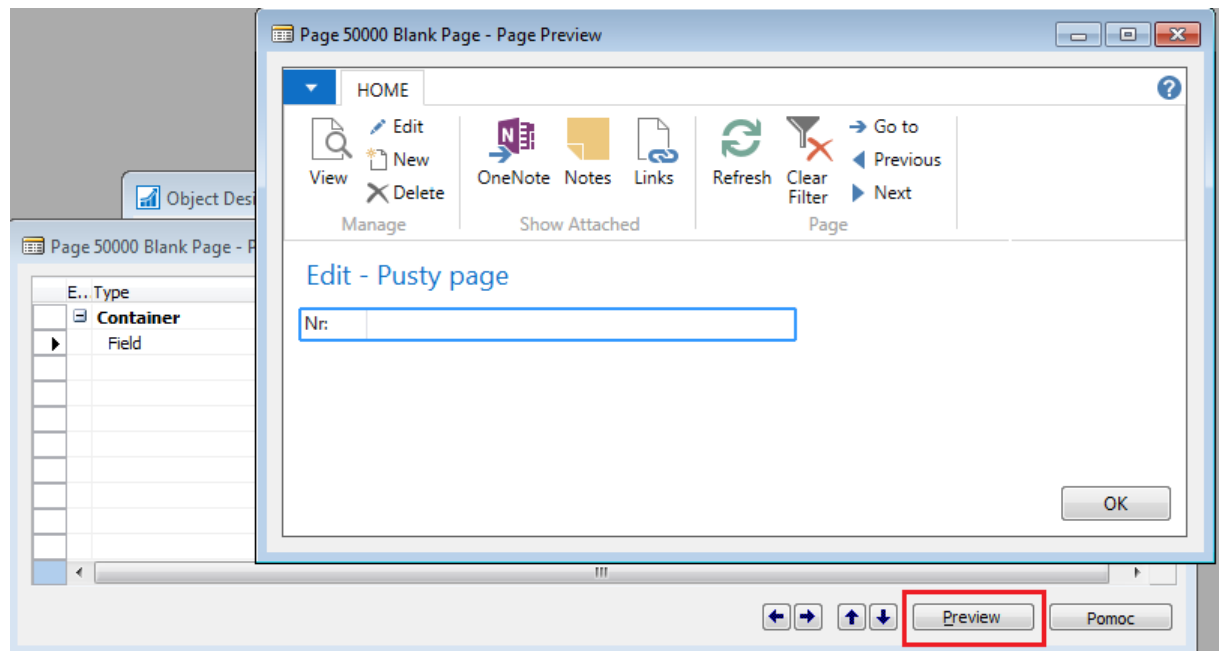 Page 50000 Blank Page - Page Preview
HOME
View
Edit
New
Delete
Manage
OneNote
Notes
Links
Show Attached
Refresh
Clear
Filter
Go to
Previous
Next
Page
Edit - Pusty page
Nr:
OK
Object Desi
Page 50000 Blank Page - P
E.. Type
Container
Field
Preview
Pomoc